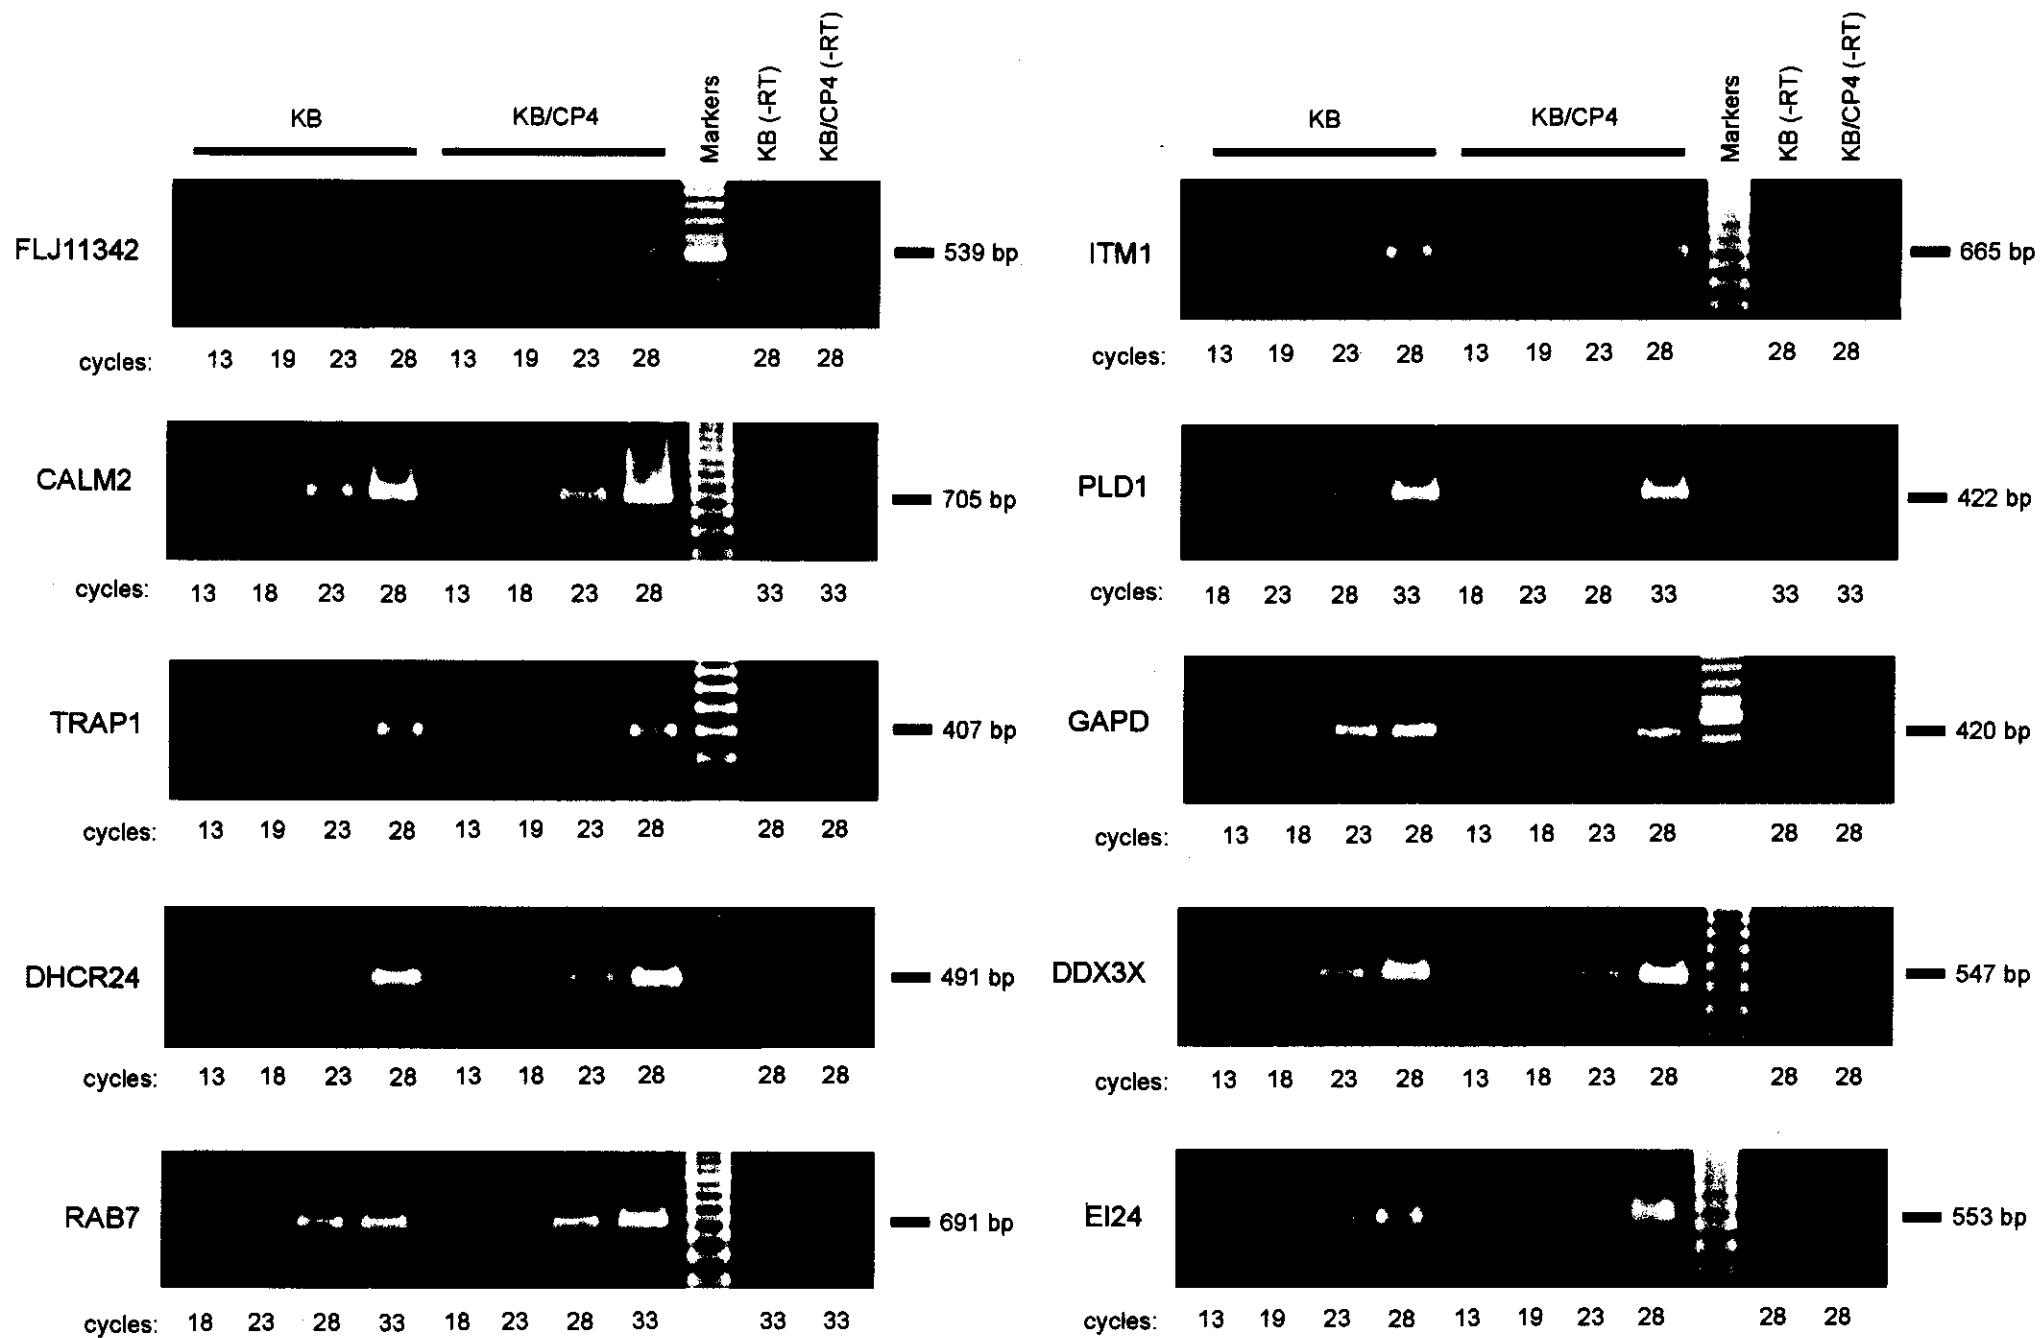 KB KB/CP4 Markers KB (-RT) KB/CP4 (-RT)
FLJ11342 539 bp
cycles: 13 19 23 28 13 19 23 28 28 28
CALM2 705 bp
cycles: 13 18 23 28 13 18 23 28 33 33
TRAP1 407 bp
cycles: 13 19 23 28 13 19 23 28 28 28
DHCR24 491 bp
cycles: 13 18 23 28 13 18 23 28 28 28
RAB7 691 bp
cycles: 18 23 28 33 18 23 28 33 33 33
KB KB/CP4 Markers KB (-RT) KB/CP4 (-RT)
ITM1 665 bp
cycles: 13 19 23 28 13 19 23 28 28 28
PLD1 422 bp
cycles: 18 23 28 33 18 23 28 33 33 33
GAPD 420 bp
cycles: 13 18 23 28 13 18 23 28 28 28
DDX3X 547 bp
cycles: 13 18 23 28 13 18 23 28 28 28
EI24 553 bp
cycles: 13 19 23 28 13 19 23 28 28 28